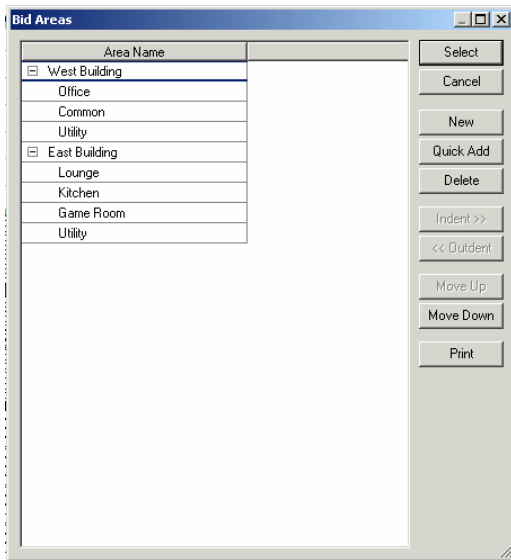 Bid Areas
Area Name
West Building
Office
Common
Utility
East Building
Lounge
Kitchen
Game Room
Utility
Select
Cancel
New
Quick Add
Delete
Indent >>
<< Outdent
Move Up
Move Down
Print